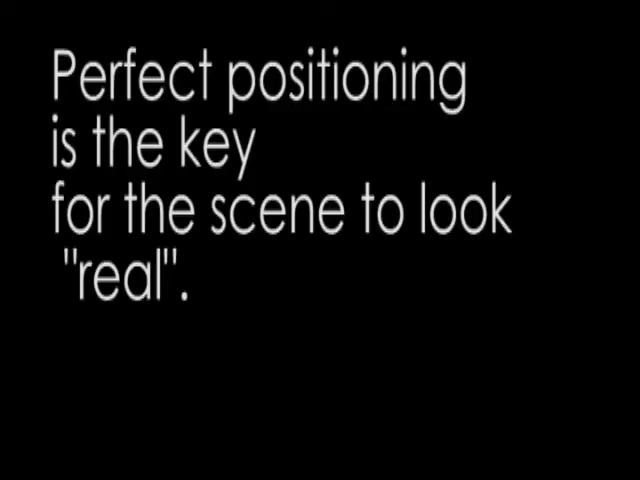 Perfect positioning
is the key
for the scene to look
"real".